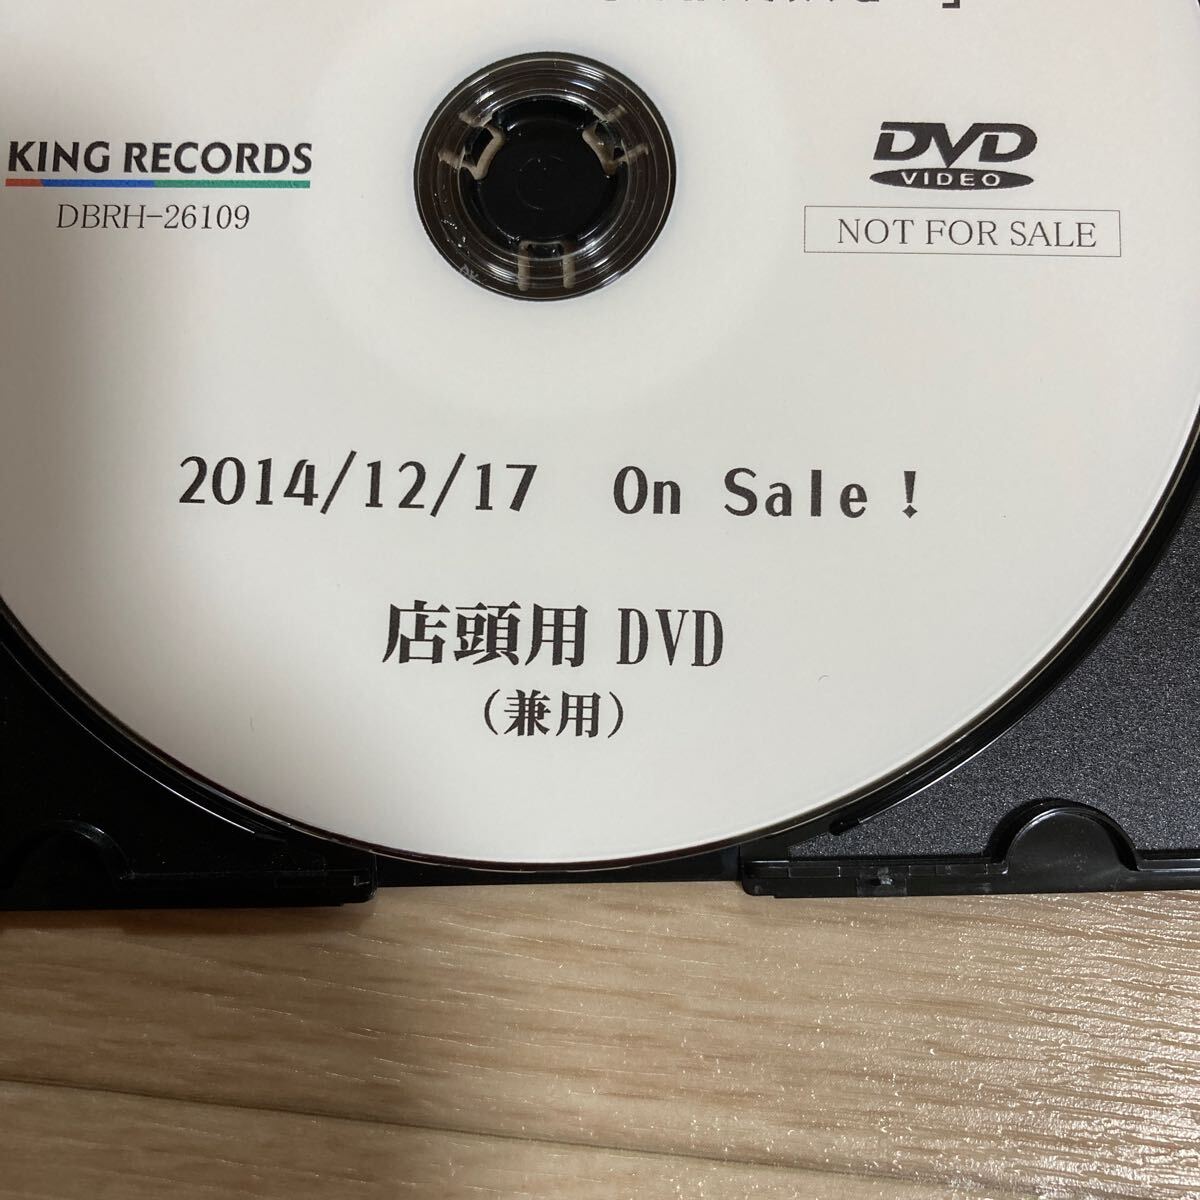 KING RECORDS
DBRH-26109
DVD
VIDEO
NOT FOR SALE
2014/12/17 On Sale!
店頭用 DVD
(兼用)